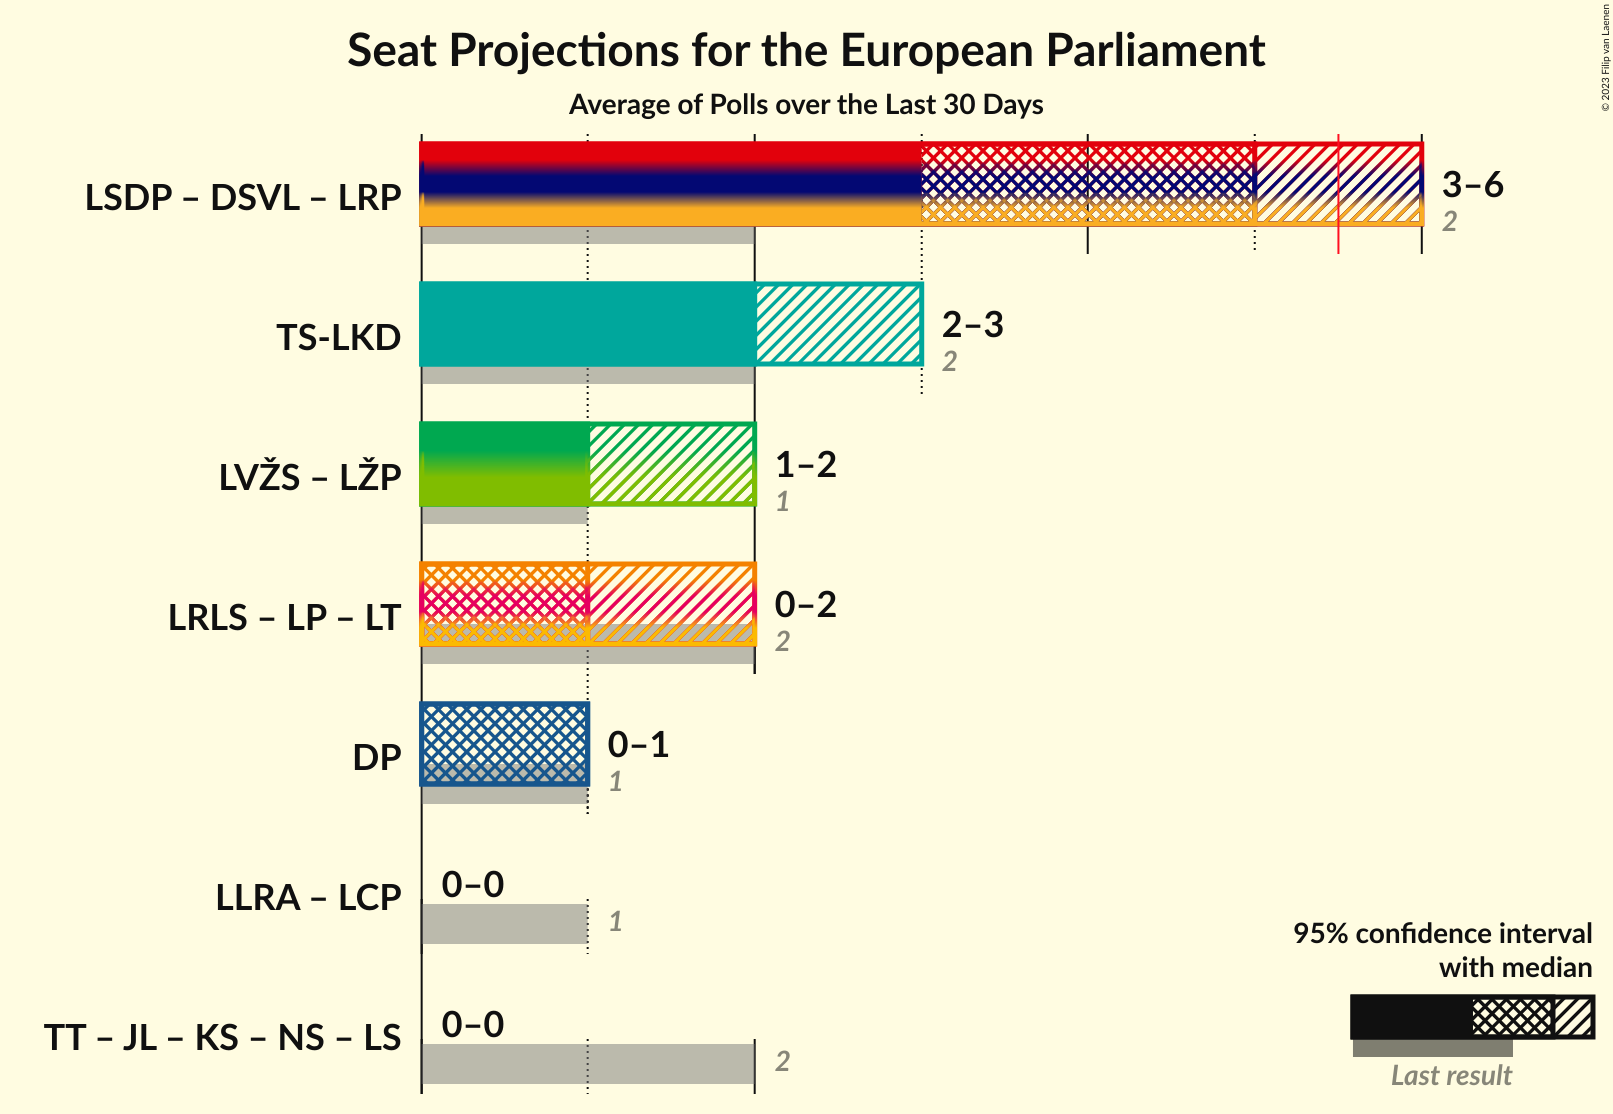 Seat Projections for the European Parliament
Average of Polls over the Last 30 Days
© 2023 Filip van Laenen
LSDP – DSVL – LRP
3–6
2
TS-LKD
2–3
2
LVŽS – LŽP
1–2
1
LRLS – LP – LT
0–2
2
DP
0–1
1
LLRA – LCP
0–0
1
TT – JL – KS – NS – LS
0–0
2
95% confidence interval
with median
Last result